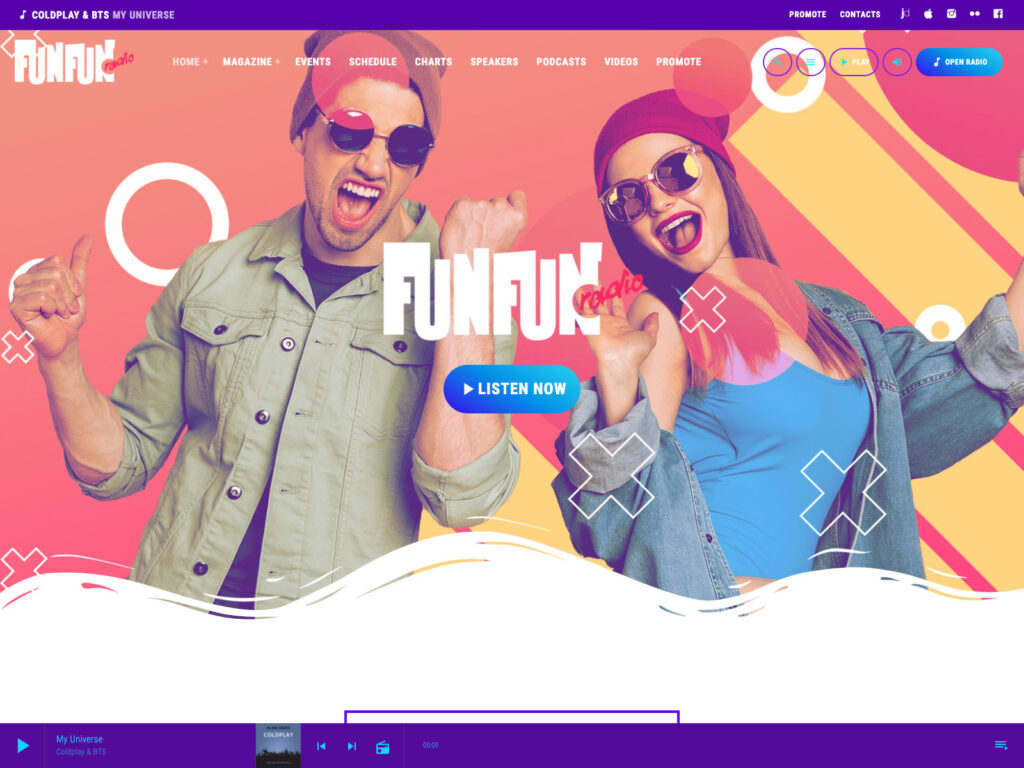 COLDPLAY & BTS MY UNIVERSE
PROMOTE CONTACTS
FUNFUN radio
HOME + MAGAZINE + EVENTS SCHEDULE CHARTS SPEAKERS PODCASTS VIDEOS PROMOTE
PLAY
OPEN RADIO
FUNFUN radio
LISTEN NOW
My Universe
Coldplay & BTS
COLDPLAY
00:00